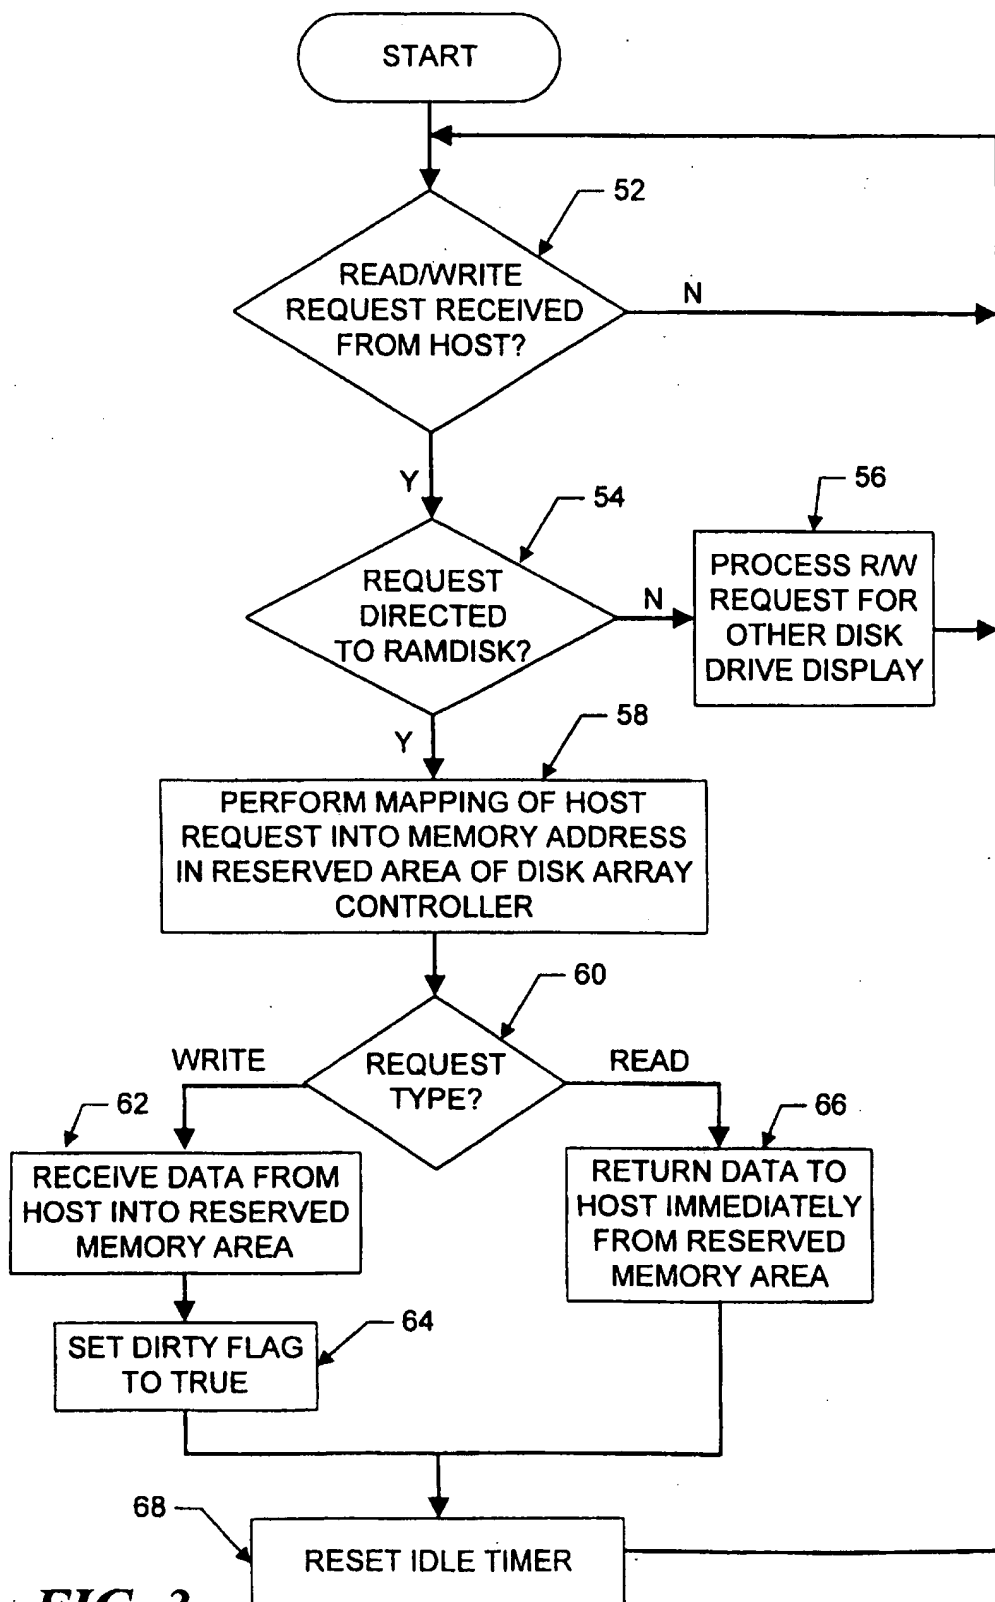 START
52
READ/WRITE
REQUEST RECEIVED
FROM HOST?
N
Y
54
56
REQUEST
DIRECTED
TO RAMDISK?
N
PROCESS R/W
REQUEST FOR
OTHER DISK
DRIVE DISPLAY
Y
58
PERFORM MAPPING OF HOST
REQUEST INTO MEMORY ADDRESS
IN RESERVED AREA OF DISK ARRAY
CONTROLLER
60
WRITE
REQUEST
TYPE?
READ
62
RECEIVE DATA FROM
HOST INTO RESERVED
MEMORY AREA
66
RETURN DATA TO
HOST IMMEDIATELY
FROM RESERVED
MEMORY AREA
64
SET DIRTY FLAG
TO TRUE
68
RESET IDLE TIMER